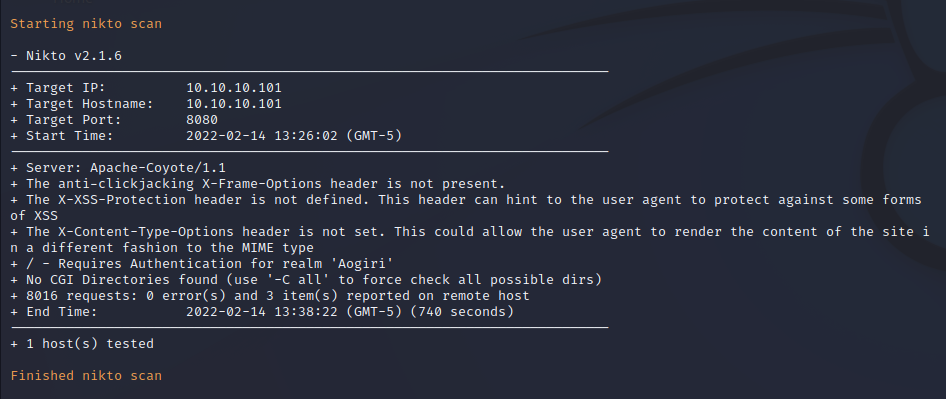 Starting nikto scan
- Nikto v2.1.6
+ Target IP:          10.10.10.101
+ Target Hostname:    10.10.10.101
+ Target Port:        8080
+ Start Time:         2022-02-14 13:26:02 (GMT-5)
+ Server: Apache-Coyote/1.1
+ The anti-clickjacking X-Frame-Options header is not present.
+ The X-XSS-Protection header is not defined. This header can hint to the user agent to protect against some forms
of XSS
+ The X-Content-Type-Options header is not set. This could allow the user agent to render the content of the site i
n a different fashion to the MIME type
+ / - Requires Authentication for realm 'Aogiri'
+ No CGI Directories found (use '-C all' to force check all possible dirs)
+ 8016 requests: 0 error(s) and 3 item(s) reported on remote host
+ End Time:           2022-02-14 13:38:22 (GMT-5) (740 seconds)
+ 1 host(s) tested
Finished nikto scan